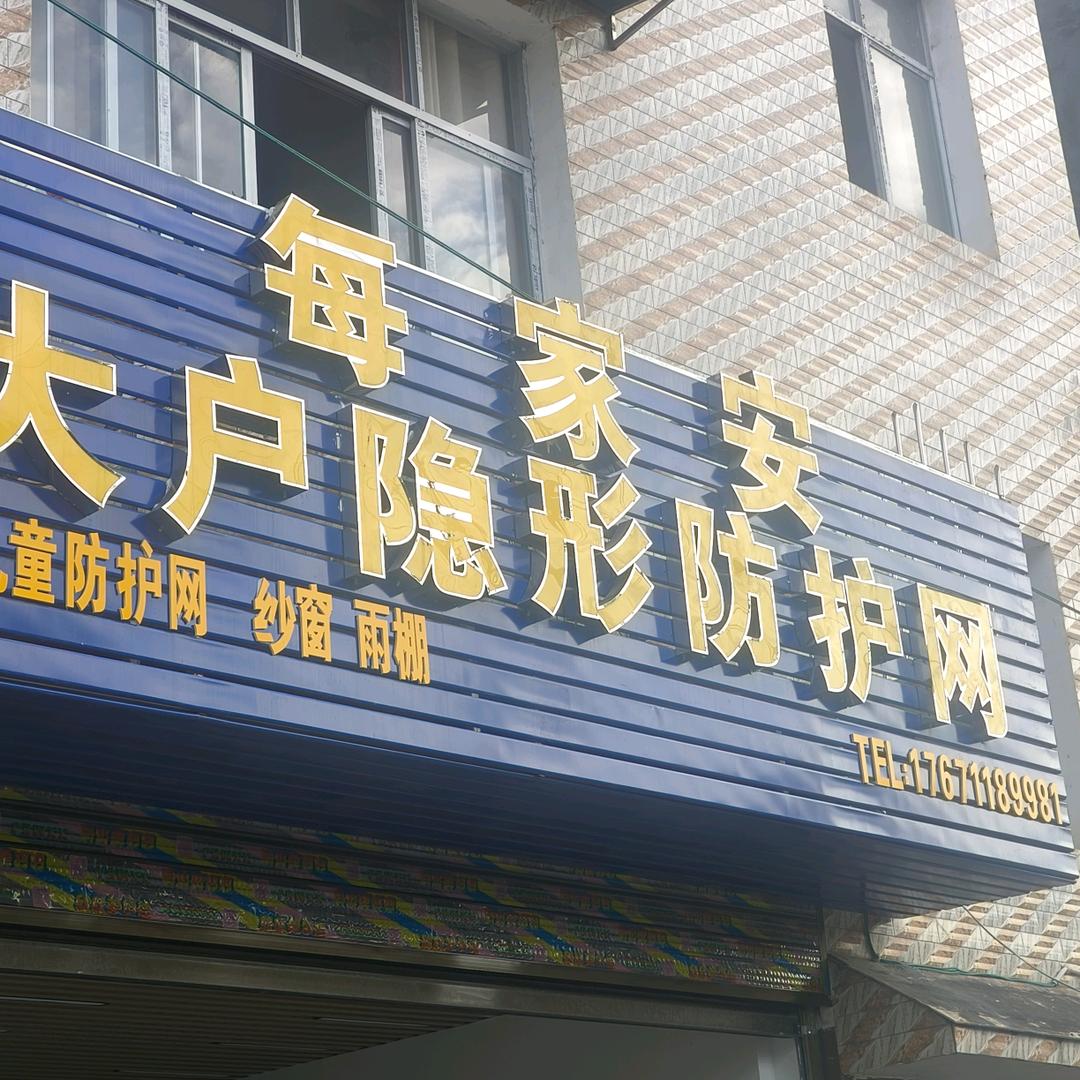 每家安
大户隐形防护网
童防护网 纱窗 雨棚
TEL:17671189981